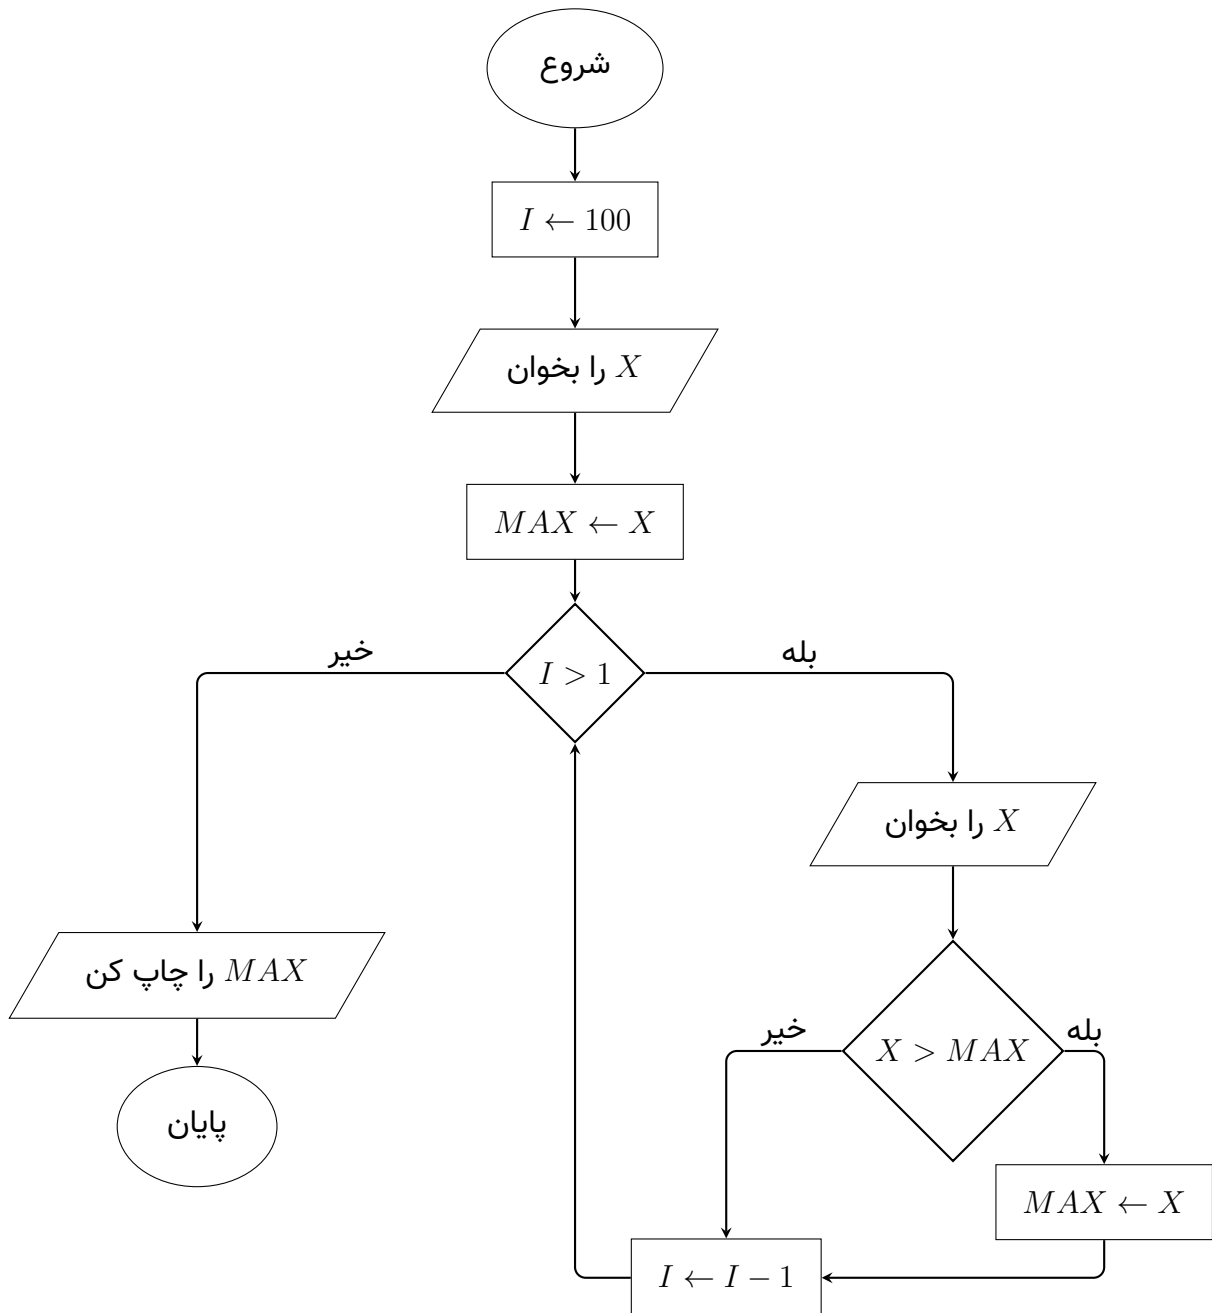 شروع
I ← 100
X را بخوان
MAX ← X
I > 1
بله
خیر
X را بخوان
X > MAX
بله
خیر
MAX ← X
I ← I − 1
MAX را چاپ کن
پایان